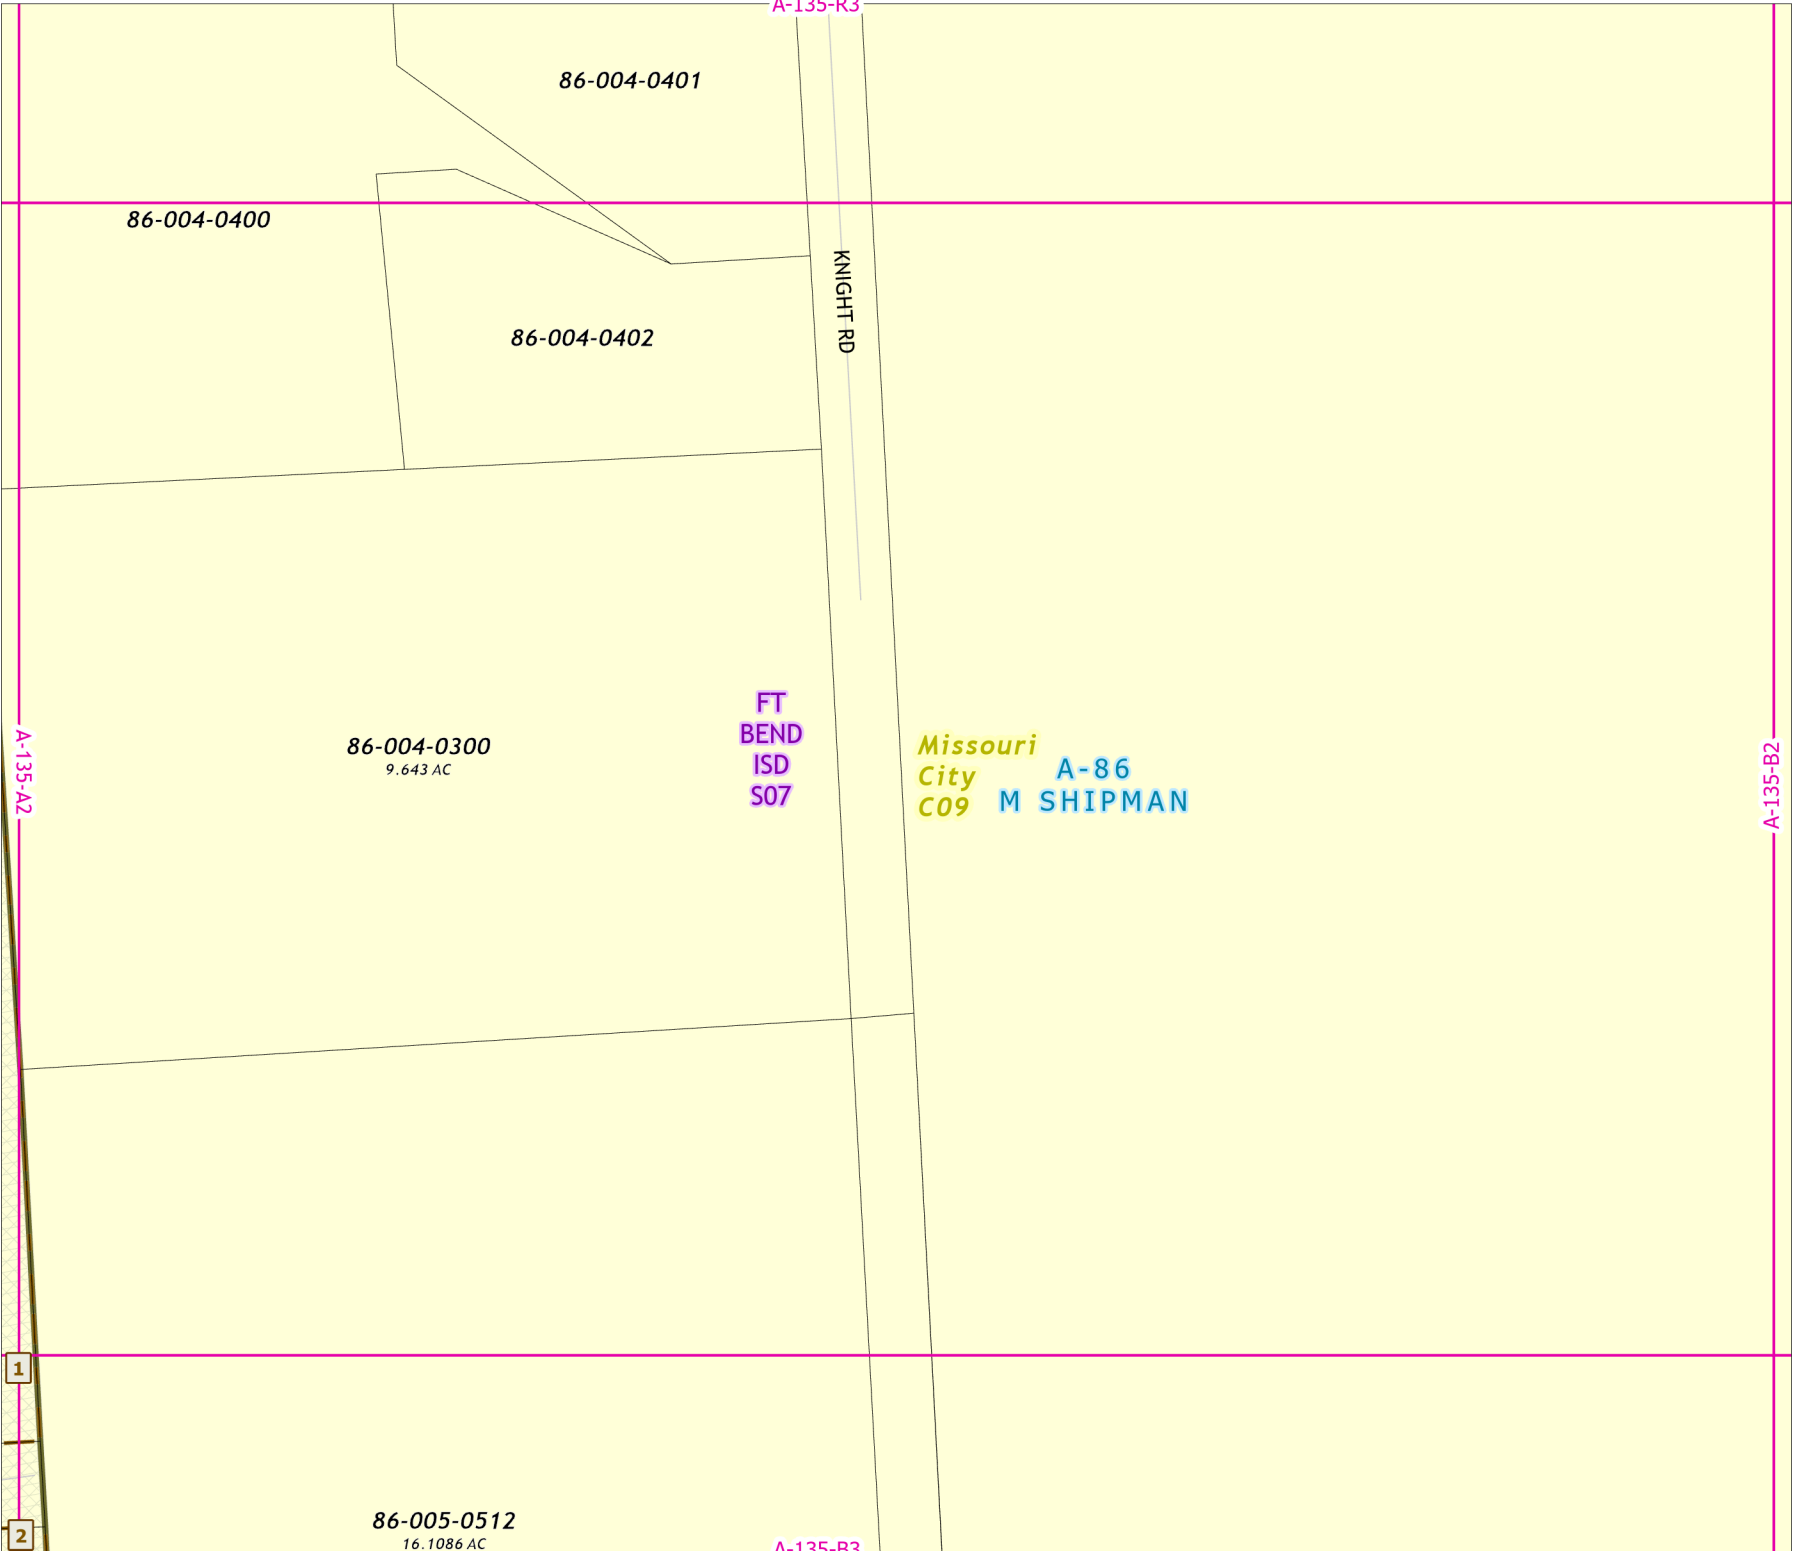 A-135-R3
86-004-0401
86-004-0400
KNIGHT RD
86-004-0402
FT
BEND
ISD
S07
86-004-0300
9.643 AC
A-135-A2
Missouri
City
C09
A-86
M SHIPMAN
A-135-B2
1
86-005-0512
16.1086 AC
2
A-135-B3